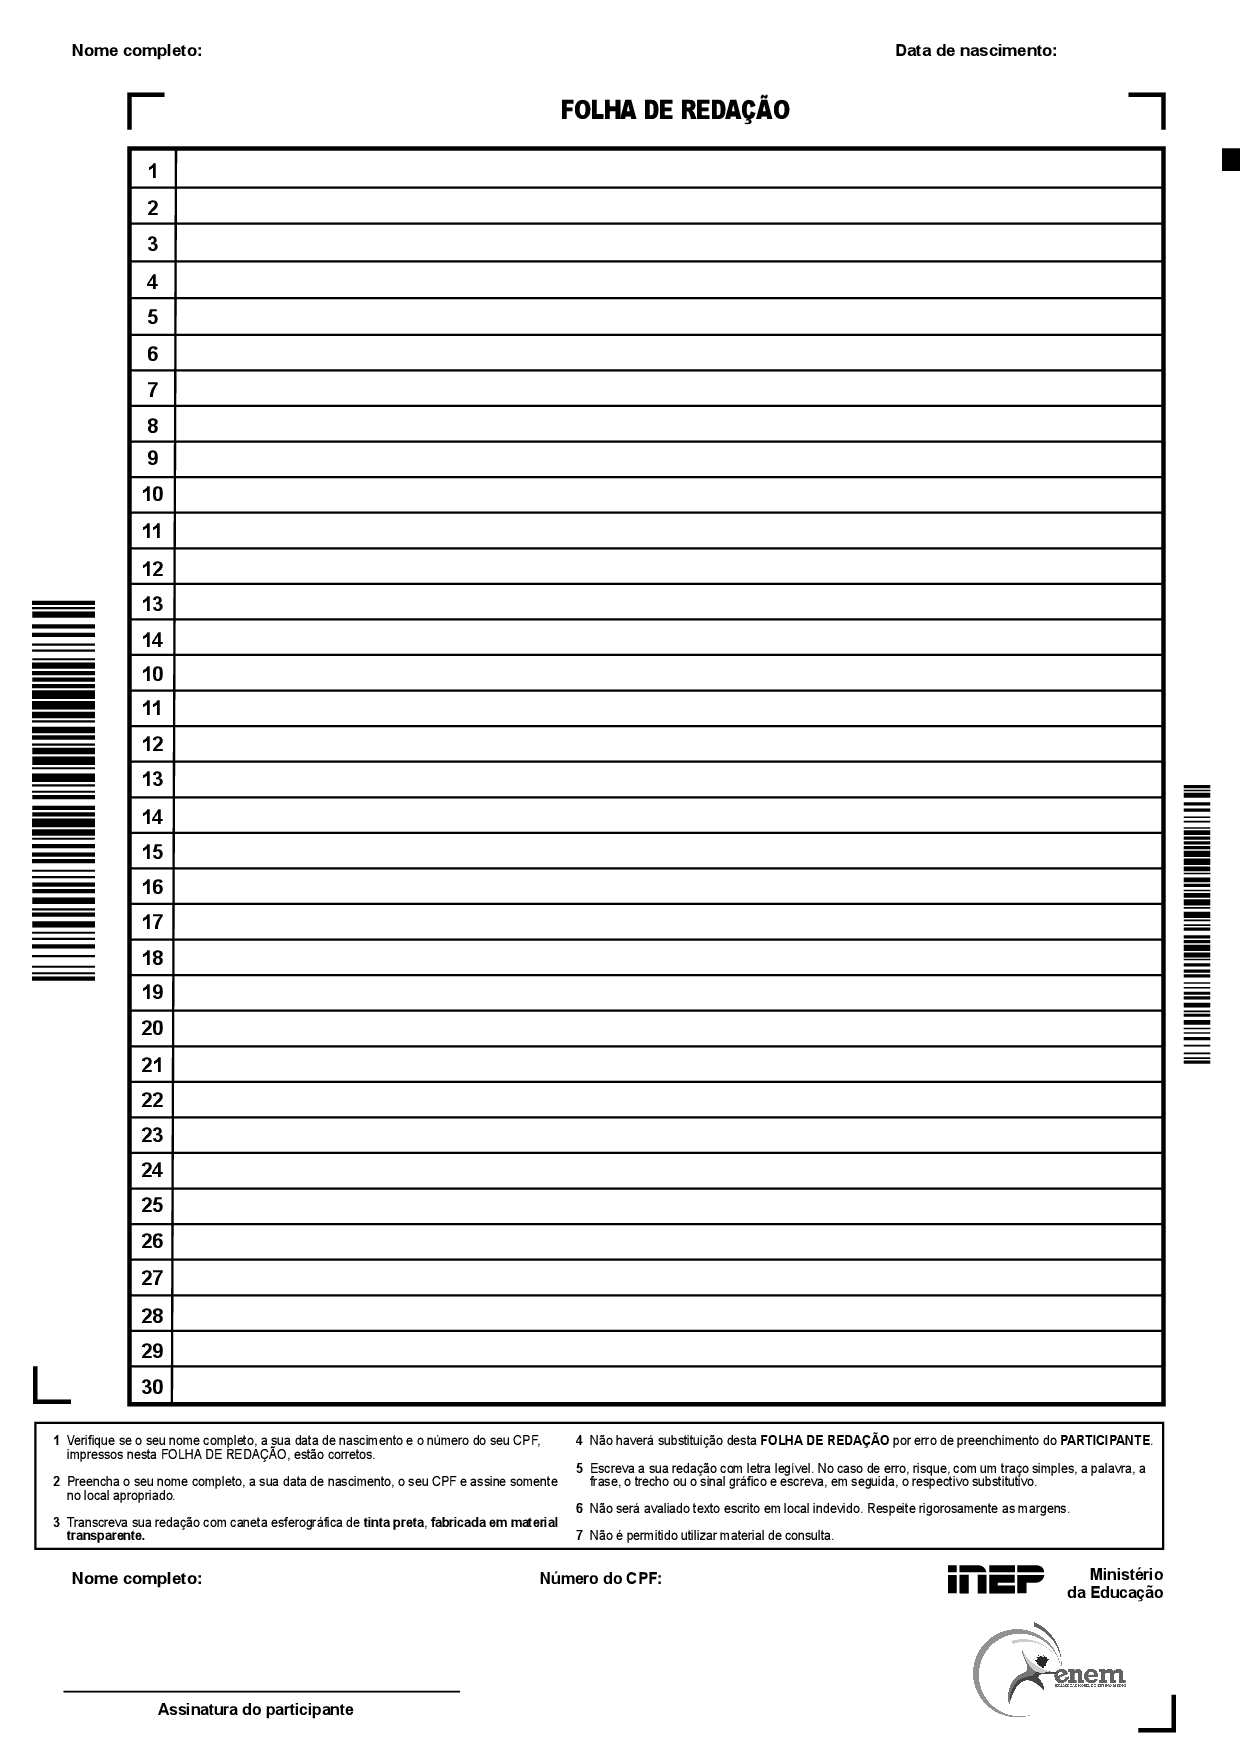 Nome completo:
Data de nascimento:
FOLHA DE REDAÇÃO
1
2
3
4
5
6
7
8
9
10
11
12
13
14
10
11
12
13
14
15
16
17
18
19
20
21
22
23
24
25
26
27
28
29
30
1 Verifique se o seu nome completo, a sua data de nascimento e o número do seu CPF,
impressos nesta FOLHA DE REDAÇÃO, estão corretos.
2 Preencha o seu nome completo, a sua data de nascimento, o seu CPF e assine somente
no local apropriado.
3 Transcreva sua redação com caneta esferográfica de tinta preta, fabricada em material
transparente.
4 Não haverá substituição desta FOLHA DE REDAÇÃO por erro de preenchimento do PARTICIPANTE.
5 Escreva a sua redação com letra legível. No caso de erro, risque, com um traço simples, a palavra, a
frase, o trecho ou o sinal gráfico e escreva, em seguida, o respectivo substitutivo.
6 Não será avaliado texto escrito em local indevido. Respeite rigorosamente as margens.
7 Não é permitido utilizar material de consulta.
Nome completo:
Número do CPF:
INEP
Ministério
da Educação
enem
Assinatura do participante